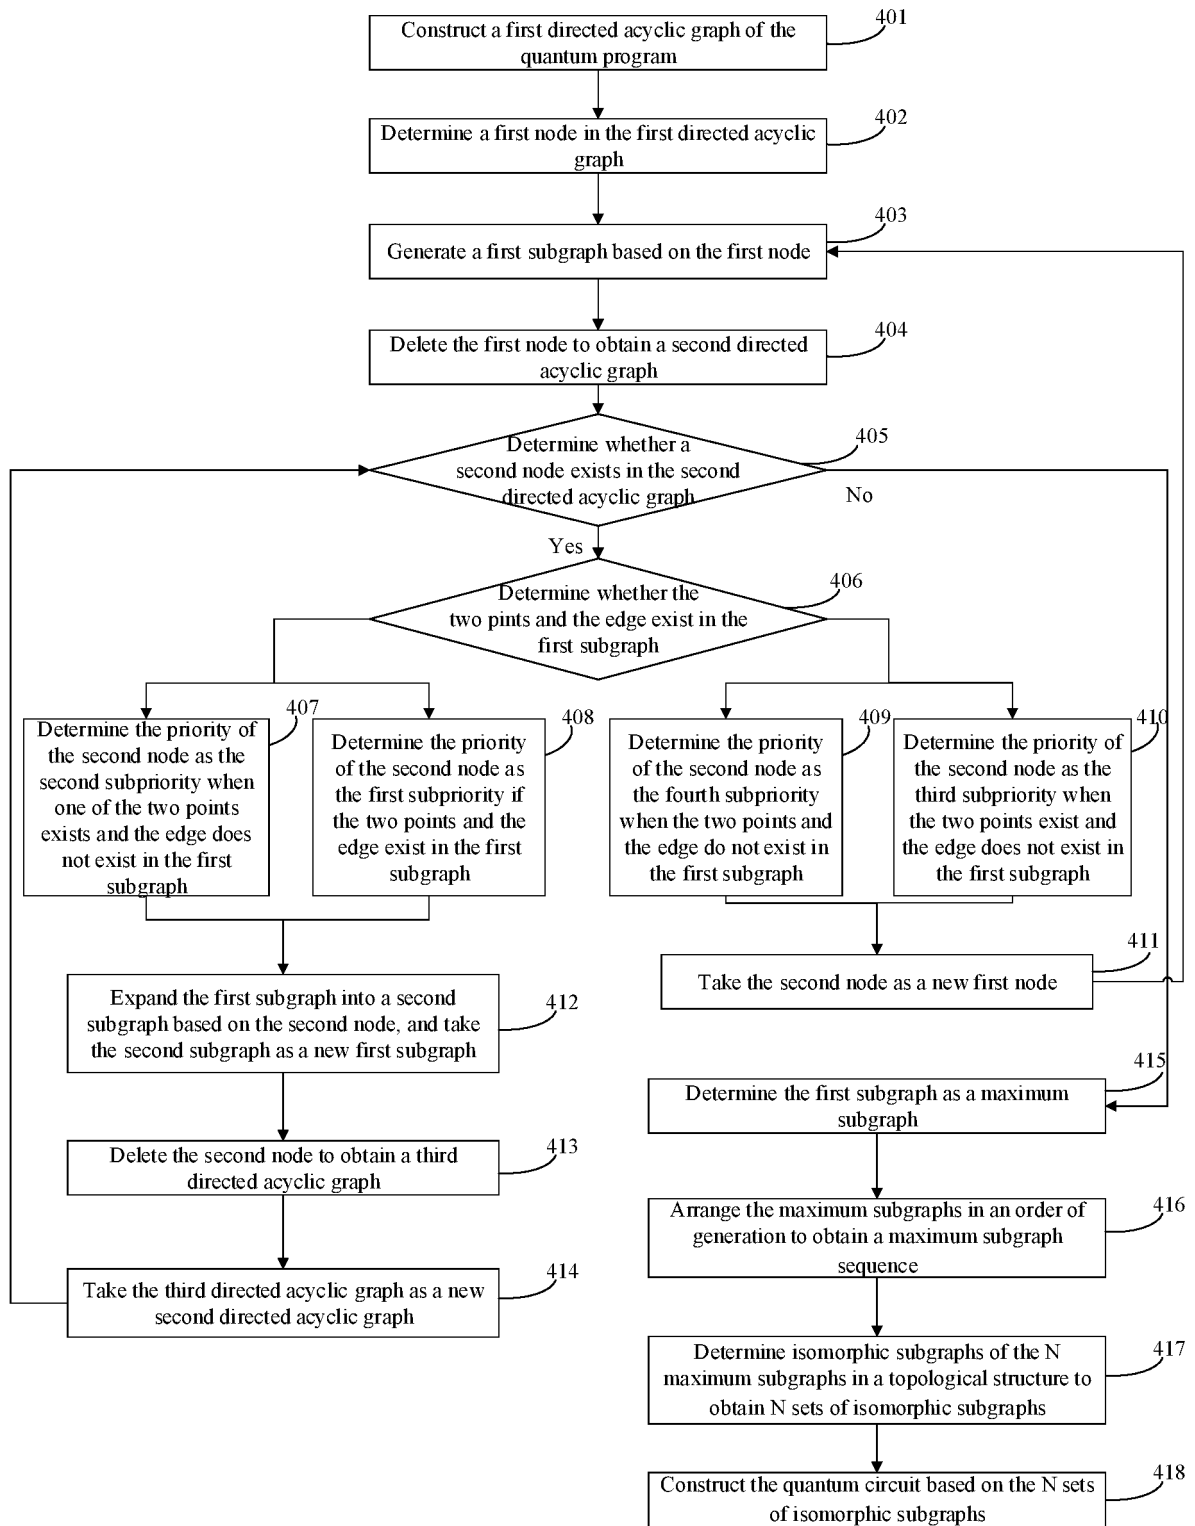 Construct a first directed acyclic graph of the
quantum program
401
Determine a first node in the first directed acyclic
graph
402
Generate a first subgraph based on the first node
403
Delete the first node to obtain a second directed
acyclic graph
404
Determine whether a
second node exists in the second
directed acyclic graph
405
No
Yes
Determine whether the
two pints and the edge exist in the
first subgraph
406
Determine the priority of
the second node as the
second subpriority when
one of the two points
exists and the edge does
not exist in the first
subgraph
407
Determine the priority
of the second node as
the first subpriority if
the two points and the
edge exist in the first
subgraph
408
Determine the priority
of the second node as
the fourth subpriority
when the two points and
the edge do not exist in
the first subgraph
409
Determine the priority of
the second node as the
third subpriority when
the two points exist and
the edge does not exist in
the first subgraph
410
Take the second node as a new first node
411
Expand the first subgraph into a second
subgraph based on the second node, and take
the second subgraph as a new first subgraph
412
Delete the second node to obtain a third
directed acyclic graph
413
Take the third directed acyclic graph as a new
second directed acyclic graph
414
Determine the first subgraph as a maximum
subgraph
415
Arrange the maximum subgraphs in an order of
generation to obtain a maximum subgraph
sequence
416
Determine isomorphic subgraphs of the N
maximum subgraphs in a topological structure to
obtain N sets of isomorphic subgraphs
417
Construct the quantum circuit based on the N sets
of isomorphic subgraphs
418